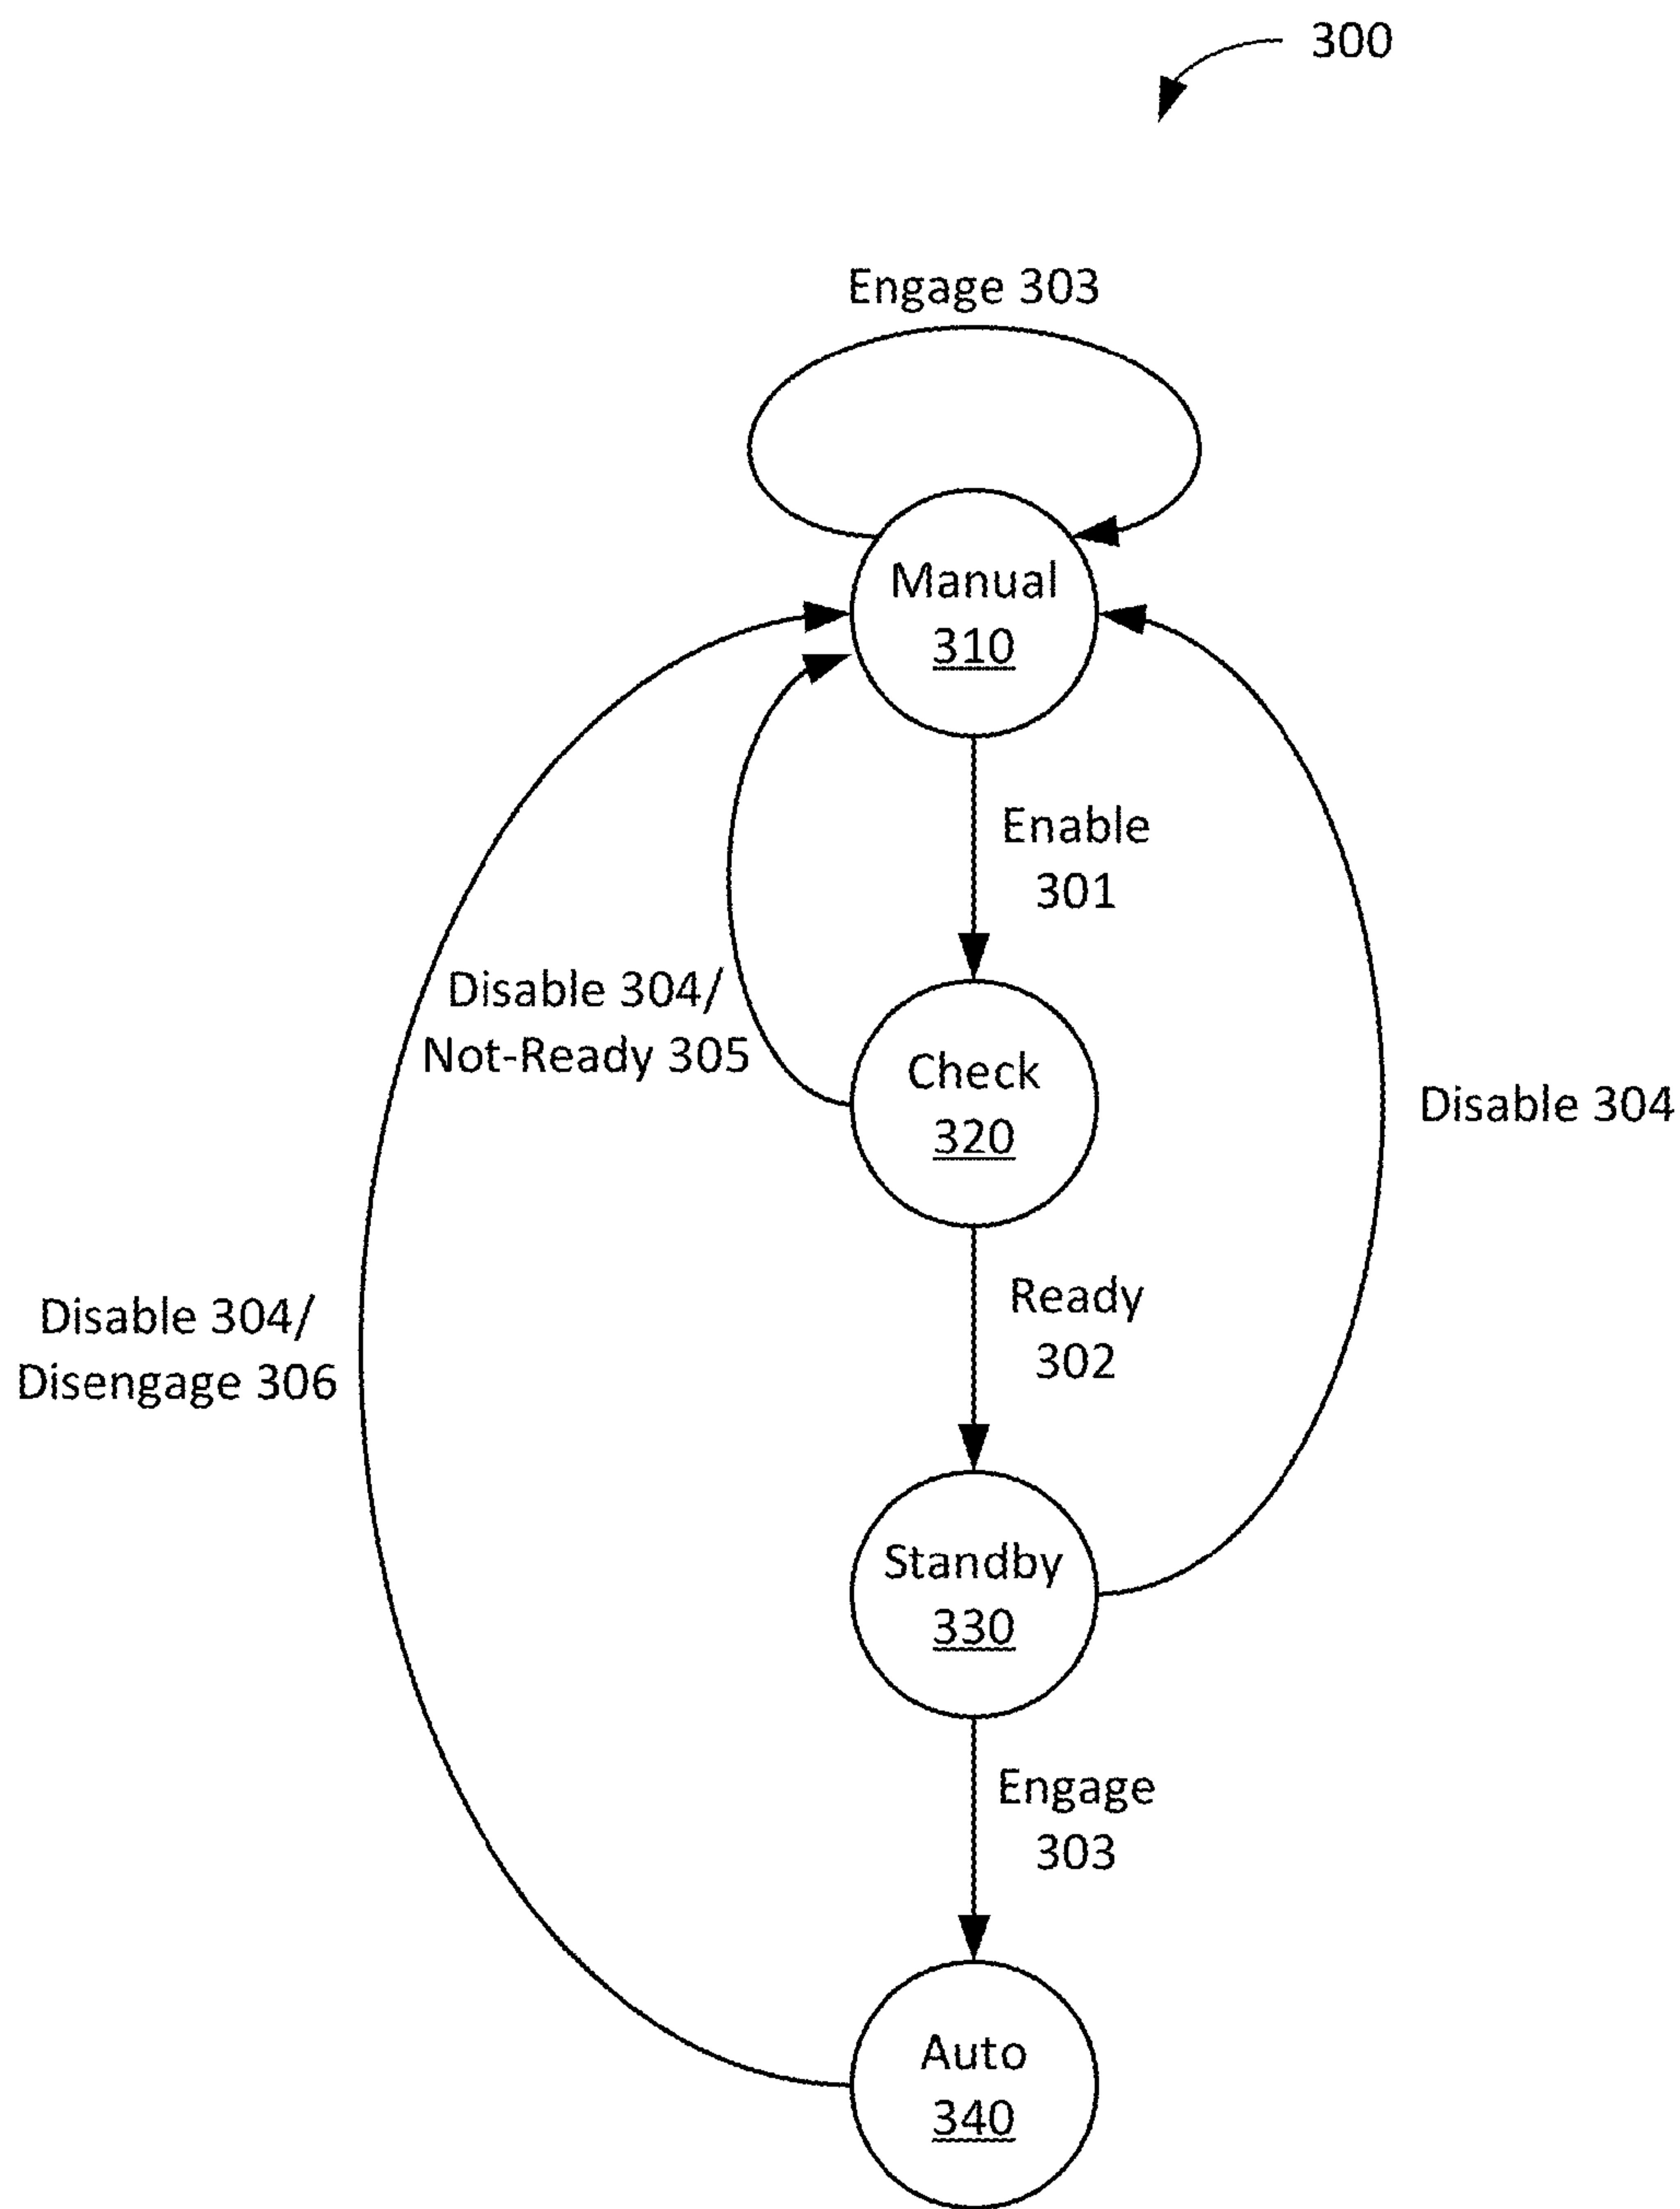 300
Engage 303
Manual
310
Enable
301
Disable 304/
Not-Ready 305
Check
320
Disable 304
Ready
302
Disable 304/
Disengage 306
Standby
330
Engage
303
Auto
340